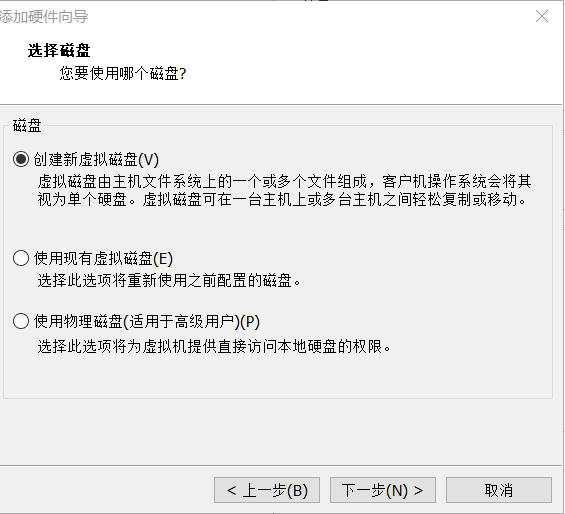 添加硬件向导
选择磁盘
您要使用哪个磁盘?
磁盘
创建新虚拟磁盘(V)
虚拟磁盘由主机文件系统上的一个或多个文件组成，客户机操作系统会将其
视为单个硬盘。虚拟磁盘可在一台主机上或多台主机之间轻松复制或移动。
使用现有虚拟磁盘(E)
选择此选项将重新使用之前配置的磁盘。
使用物理磁盘(适用于高级用户)(P)
选择此选项将为虚拟机提供直接访问本地硬盘的权限。
< 上一步(B)
下一步(N) >
取消